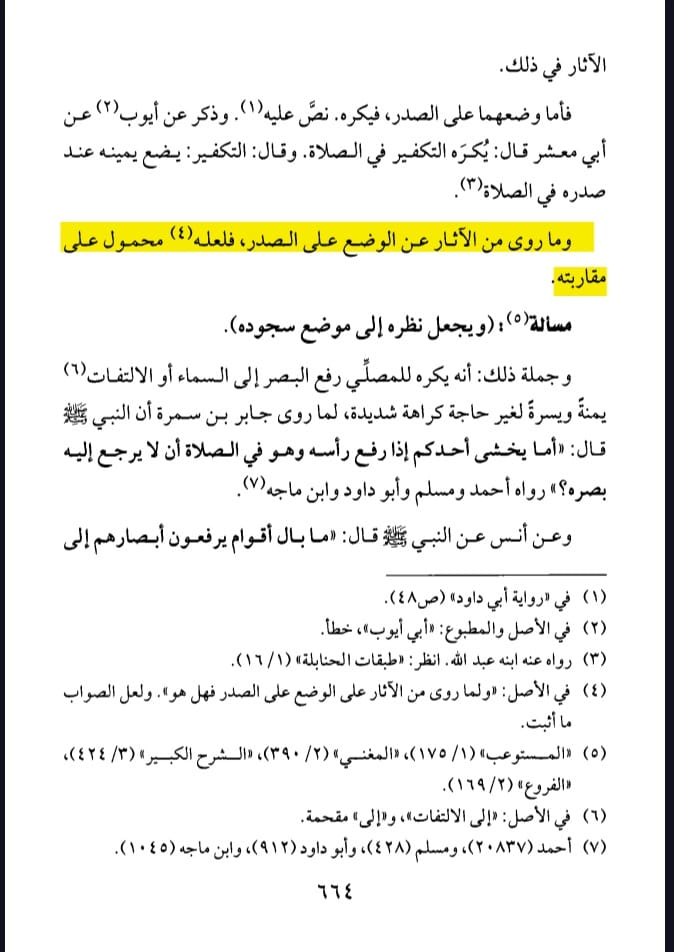 الآثار في ذلك.
فأما وضعهما على الصدر، فيكره. نصَّ عليه(١). وذكر عن أيوب(٢) عن
أبي معشر قال: يُكرَه التكفير في الصلاة. وقال: التكفير: يضع يمينه عند
صدره في الصلاة(٣).
وما روى من الآثار عن الوضع على الصدر، فلعله(٤) محمول على
مقاربته.
مسالة(٥): (ويجعل نظره إلى موضع سجوده).
وجملة ذلك: أنه يكره للمصلِّي رفع البصر إلى السماء أو الالتفات(٦)
يمنةً ويسرةً لغير حاجة كراهة شديدة، لما روى جابر بن سمرة أن النبي ﷺ
قال: «أما يخشى أحدكم إذا رفع رأسه وهو في الصلاة أن لا يرجع إليه
بصره؟» رواه أحمد ومسلم وأبو داود وابن ماجه(٧).
وعن أنس عن النبي ﷺ قال: «ما بال أقوام يرفعون أبصارهم إلى
(١) في «رواية أبي داود» (ص٤٨).
(٢) في الأصل والمطبوع: «أبي أيوب»، خطأ.
(٣) رواه عنه ابنه عبد الله. انظر: «طبقات الحنابلة» (١/ ١٦).
(٤) في الأصل: «ولما روى من الآثار على الوضع على الصدر فهل هو». ولعل الصواب
ما أثبت.
(٥) «المستوعب» (١/ ١٧٥)، «المغني» (٢/ ٣٩٠)، «الشرح الكبير» (٣/ ٤٢٤)،
«الفروع» (٢/ ١٦٩).
(٦) في الأصل: «إلى الالتفات»، و«إلى» مقحمة.
(٧) أحمد (٢٠٨٣٧)، ومسلم (٤٢٨)، وأبو داود (٩١٢)، وابن ماجه (١٠٤٥).
٦٦٤